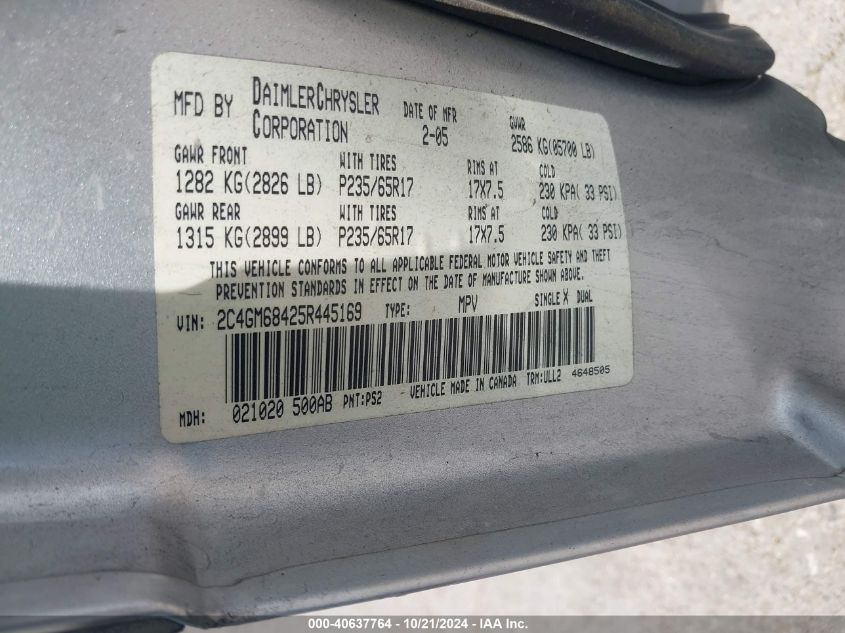 MFD BY DAIMLERCHRYSLER CORPORATION DATE OF MFR 2-05 GVWR 2586 KG(05700 LB)
GAWR FRONT WITH TIRES RIMS AT COLD
1282 KG(2826 LB) P235/65R17 17X7.5 230 KPA( 33 PSI)
GAWR REAR WITH TIRES RIMS AT COLD
1315 KG(2899 LB) P235/65R17 17X7.5 230 KPA( 33 PSI)
THIS VEHICLE CONFORMS TO ALL APPLICABLE FEDERAL MOTOR VEHICLE SAFETY AND THEFT
PREVENTION STANDARDS IN EFFECT ON THE DATE OF MANUFACTURE SHOWN ABOVE.
VIN: 2C4GM68425R445169 TYPE: MPV SINGLE X DUAL
MDH: 021020 500AB PNT:PS2 VEHICLE MADE IN CANADA TRM:ULL2 4648505
000-40637764 - 10/21/2024 - IAA Inc.